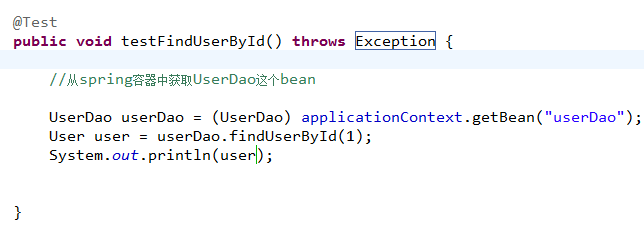 @Test
public void testFindUserById() throws Exception {
//从spring容器中获取UserDao这个bean
UserDao userDao = (UserDao) applicationContext.getBean("userDao");
User user = userDao.findUserById(1);
System.out.println(user);
}